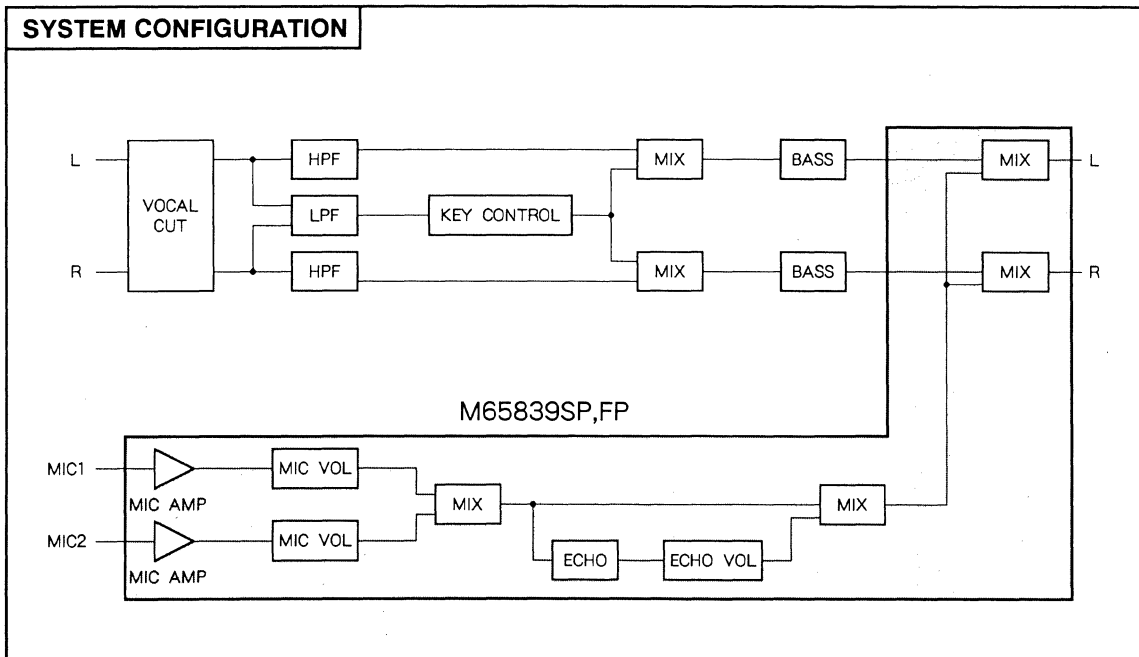 SYSTEM CONFIGURATION
L
VOCAL
CUT
HPF
MIX
BASS
MIX
L
LPF
KEY CONTROL
R
HPF
MIX
BASS
MIX
R
M65839SP,FP
MIC1
MIC AMP
MIC VOL
MIX
MIX
MIC2
MIC AMP
MIC VOL
ECHO
ECHO VOL